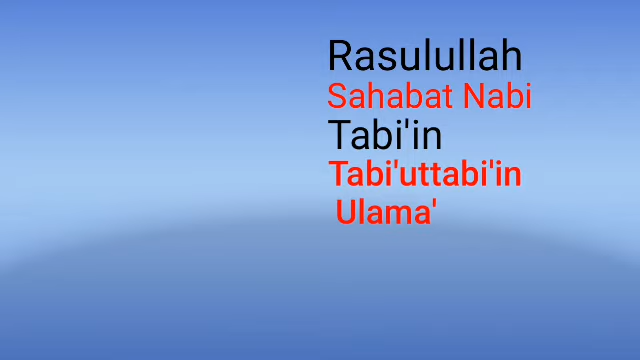 Rasulullah
Sahabat Nabi
Tabi'in
Tabi'uttabi'in
Ulama'